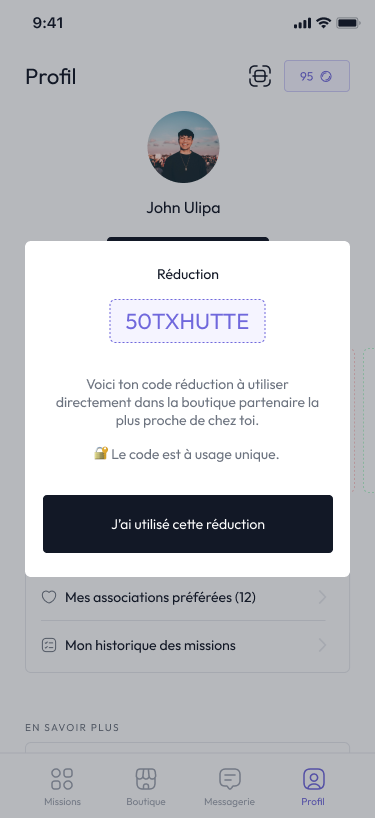 9:41
Profil
95
John Ulipa
Réduction
50TXHUTTE
Voici ton code réduction à utiliser
directement dans la boutique partenaire la
plus proche de chez toi.
🔐 Le code est à usage unique.
J'ai utilisé cette réduction
Mes associations préférées (12)
Mon historique des missions
EN SAVOIR PLUS
Missions
Boutique
Messagerie
Profil